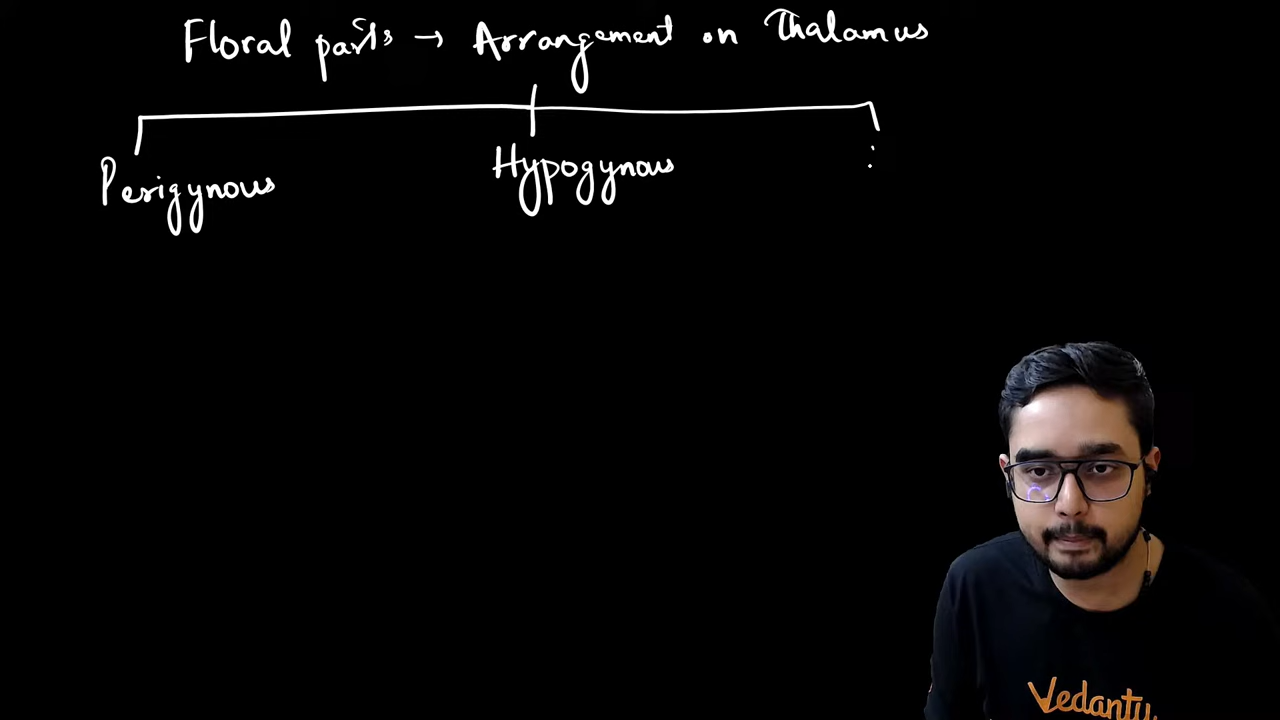 Floral parts → Arrangement on Thalamus
Perigynous Hypogynous
Vedantu